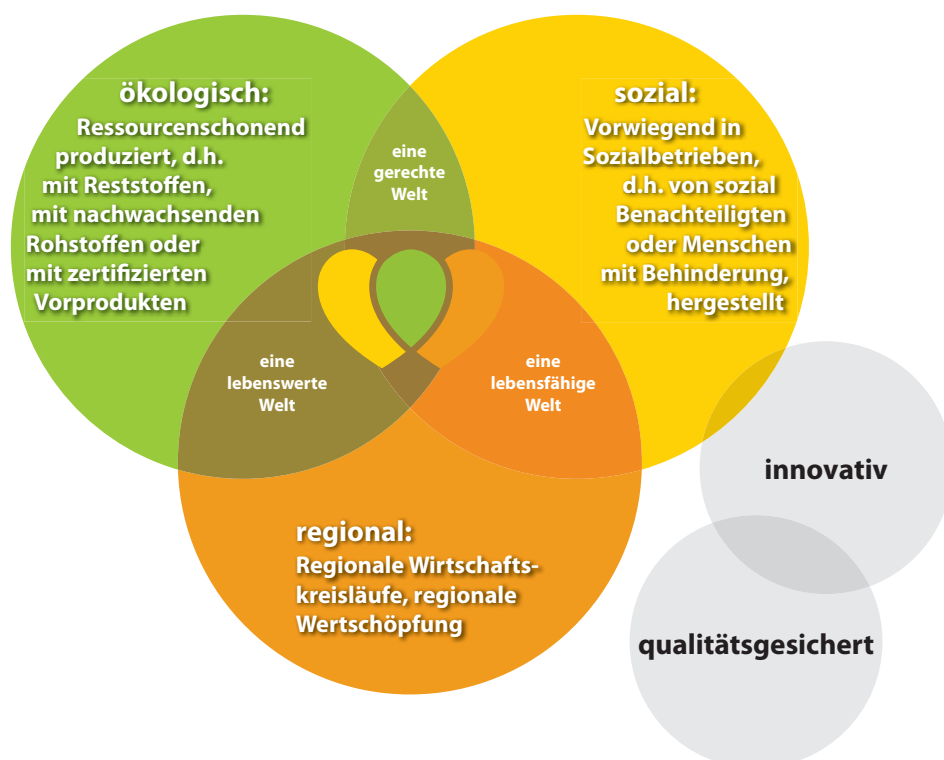 ökologisch:
Ressourcenschonend
produziert, d.h.
mit Reststoffen,
mit nachwachsenden
Rohstoffen oder
mit zertifizierten
Vorprodukten
eine
gerechte
Welt
sozial:
Vorwiegend in
Sozialbetrieben,
d.h. von sozial
Benachteiligten
oder Menschen
mit Behinderung,
hergestellt
eine
lebenswerte
Welt
eine
lebensfähige
Welt
regional:
Regionale Wirtschafts-
kreisläufe, regionale
Wertschöpfung
innovativ
qualitätsgesichert